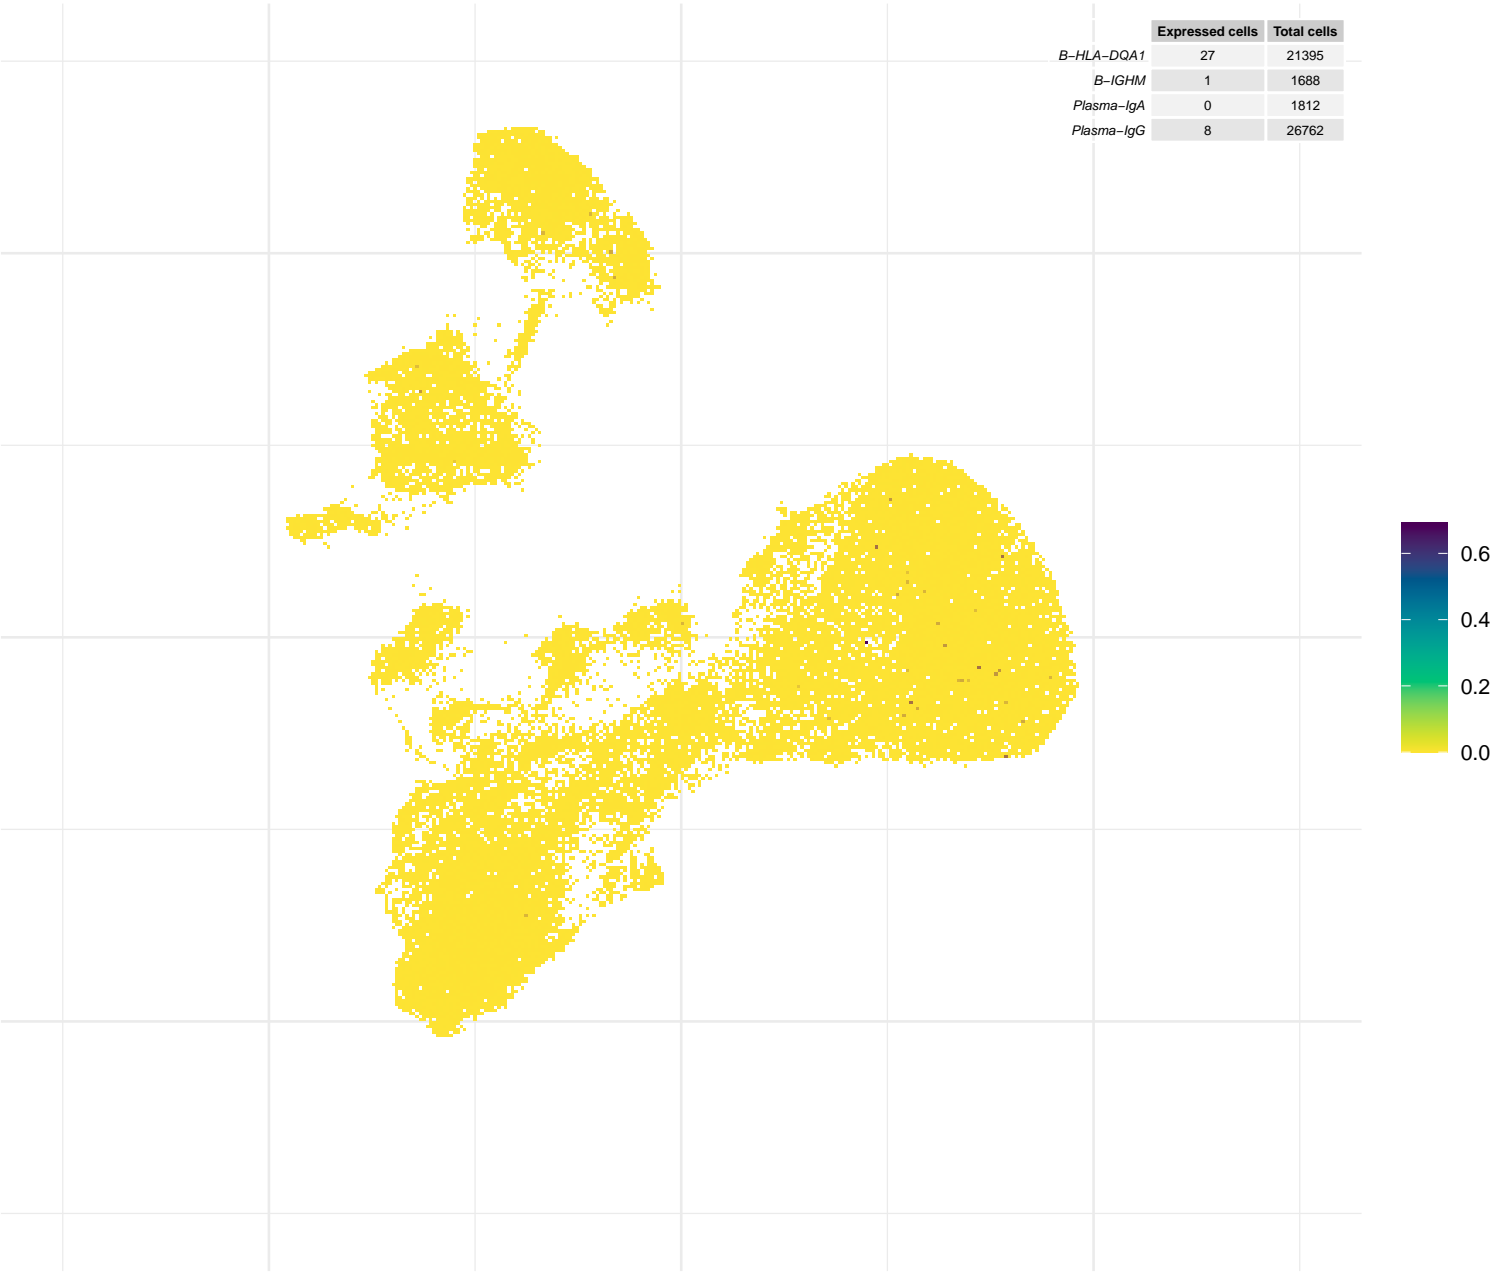 Expressed cells Total cells
B−HLA−DQA1 27 21395
B−IGHM 1 1688
Plasma−IgA 0 1812
Plasma−IgG 8 26762
0.6
0.4
0.2
0.0